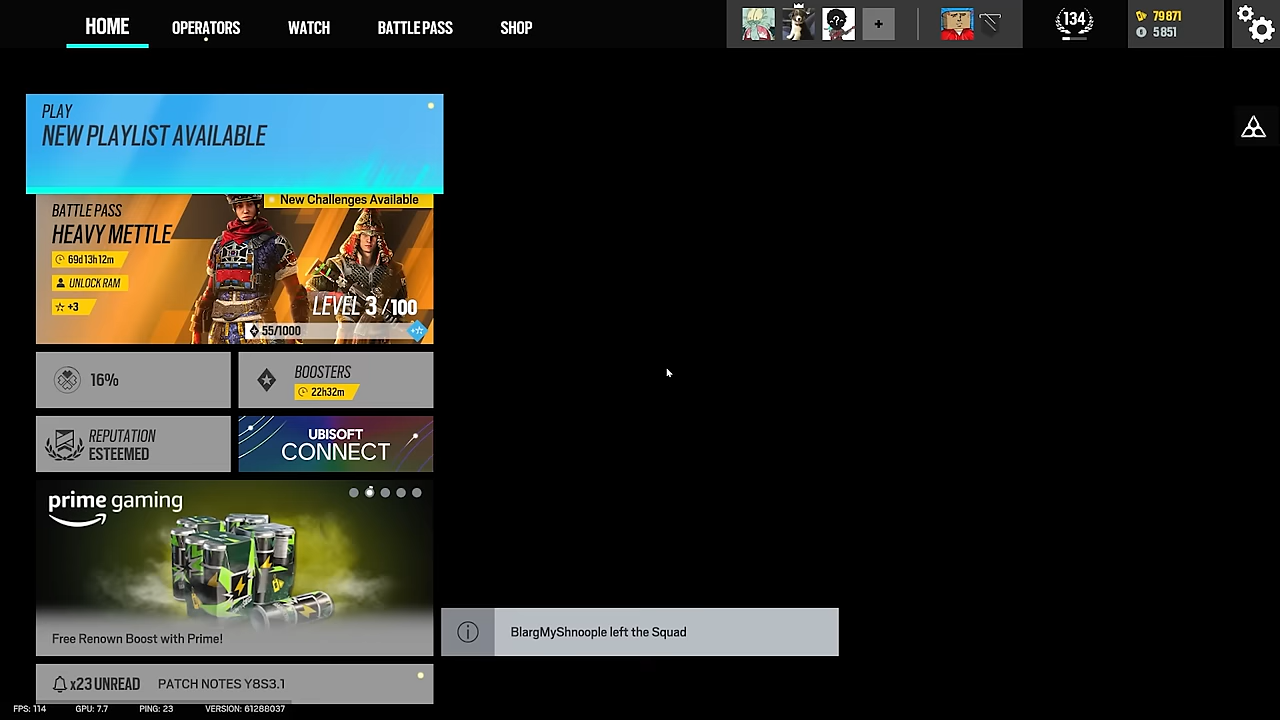 HOME
OPERATORS
WATCH
BATTLE PASS
SHOP
+
134
79871
5851
PLAY
NEW PLAYLIST AVAILABLE
New Challenges Available
BATTLE PASS
HEAVY METTLE
69d 13h 12m
UNLOCK RAM
+3
LEVEL 3 /100
55/1000
16%
BOOSTERS
22h32m
REPUTATION
ESTEEMED
UBISOFT
CONNECT
prime gaming
Free Renown Boost with Prime!
BlargMyShnoople left the Squad
x23 UNREAD
PATCH NOTES Y8S3.1
FPS: 114
GPU: 7.7
PING: 23
VERSION: 61288037